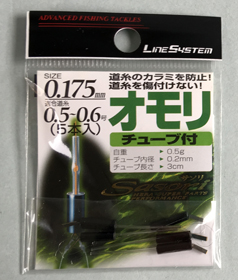 ADVANCED FISHING TACKLES
LINESYSTEM
SIZE
0.175mm
適合道糸
0.5-0.6号
(5本入)
道糸のカラミを防止!
道糸を傷付けない!
オモリ
チューブ付
自重 0.5g
チューブ内径 0.2mm
チューブ長さ 3cm